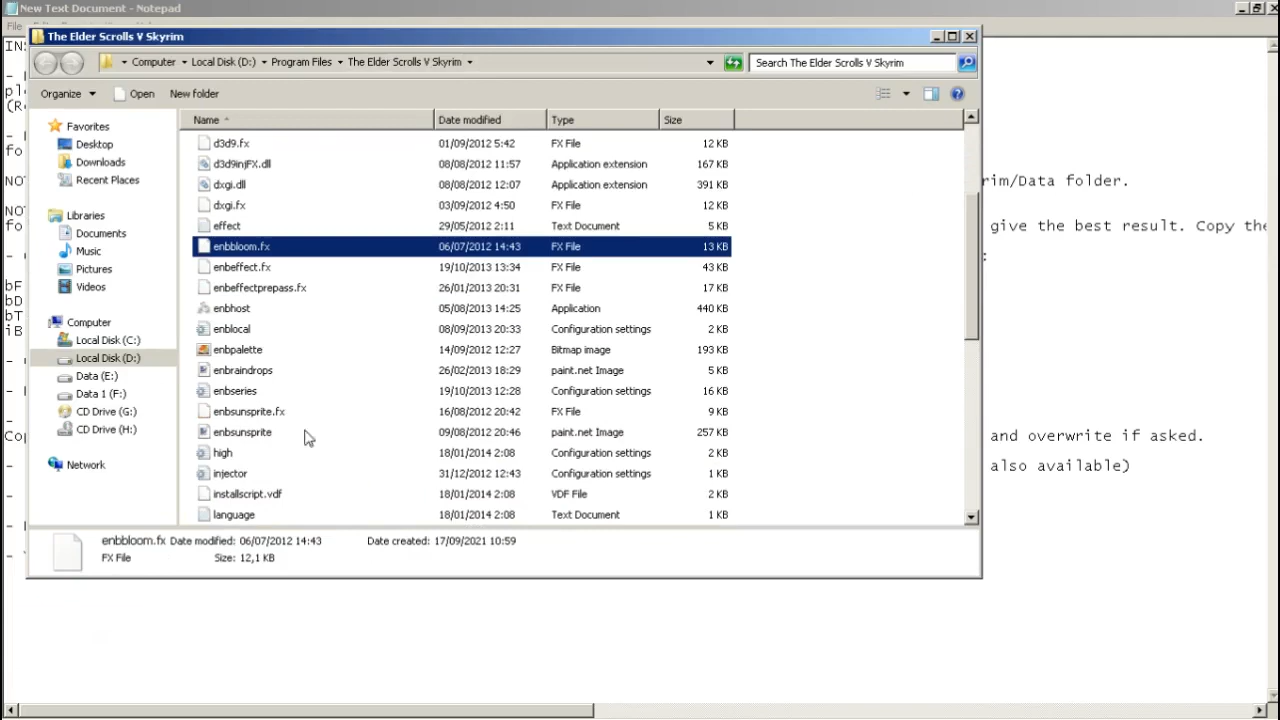 New Text Document - Notepad
File
The Elder Scrolls V Skyrim
Computer Local Disk (D:) Program Files The Elder Scrolls V Skyrim
Search The Elder Scrolls V Skyrim
Organize Open New folder
Name Date modified Type Size
Favorites
Desktop
Downloads
Recent Places
Libraries
Documents
Music
Pictures
Videos
Computer
Local Disk (C:)
Local Disk (D:)
Data (E:)
Data 1 (F:)
CD Drive (G:)
CD Drive (H:)
Network
d3d9.fx 01/09/2012 5:42 FX File 12 KB
d3d9injFX.dll 08/08/2012 11:57 Application extension 167 KB
dxgi.dll 08/08/2012 12:07 Application extension 391 KB
dxgi.fx 03/09/2012 4:50 FX File 12 KB
effect 29/05/2012 2:11 Text Document 5 KB
enbbloom.fx 06/07/2012 14:43 FX File 13 KB
enbeffect.fx 19/10/2013 13:34 FX File 43 KB
enbeffectprepass.fx 26/01/2013 20:31 FX File 17 KB
enbhost 05/08/2013 14:25 Application 440 KB
enblocal 08/09/2013 20:33 Configuration settings 2 KB
enbpalette 14/09/2012 12:27 Bitmap image 193 KB
enbraindrops 26/02/2013 18:29 paint.net Image 5 KB
enbseries 19/10/2013 12:28 Configuration settings 16 KB
enbsunsprite.fx 16/08/2012 20:42 FX File 9 KB
enbsunsprite 09/08/2012 20:46 paint.net Image 257 KB
high 18/01/2014 2:08 Configuration settings 2 KB
injector 31/12/2012 12:43 Configuration settings 1 KB
installscript.vdf 18/01/2014 2:08 VDF File 2 KB
language 18/01/2014 2:08 Text Document 1 KB
enbbloom.fx Date modified: 06/07/2012 14:43 Date created: 17/09/2021 10:59
FX File Size: 12,1 KB
rim/Data folder.
give the best result. Copy the
and overwrite if asked.
also available)